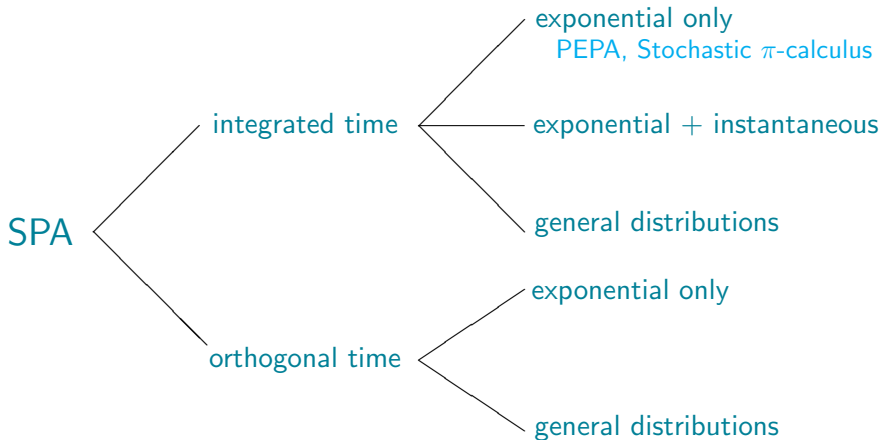 exponential only
PEPA, Stochastic π-calculus
integrated time
exponential + instantaneous
general distributions
SPA
exponential only
orthogonal time
general distributions